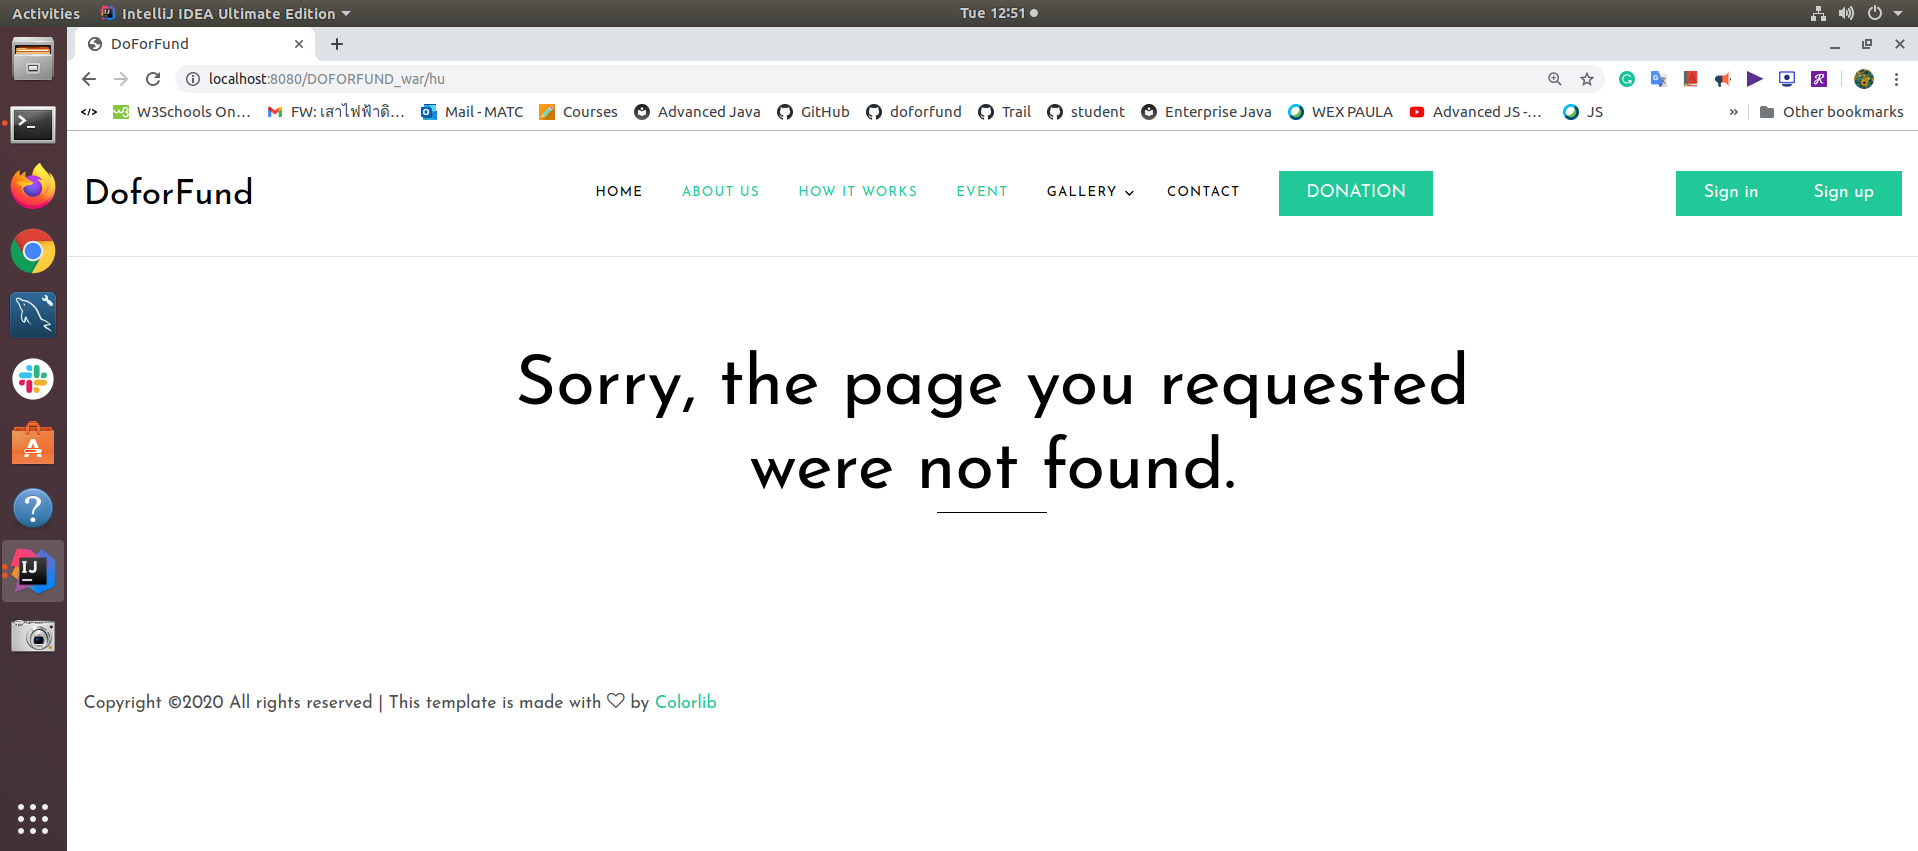 Activities IntelliJ IDEA Ultimate Edition Tue 12:51
DoForFund
localhost:8080/DOFORFUND_war/hu
W3Schools On... FW: เสาไฟฟ้าดิ... Mail - MATC Courses Advanced Java GitHub doforfund Trail student Enterprise Java WEX PAULA Advanced JS -... JS » Other bookmarks
DoforFund HOME ABOUT US HOW IT WORKS EVENT GALLERY CONTACT DONATION Sign in Sign up
Sorry, the page you requested
were not found.
Copyright ©2020 All rights reserved | This template is made with ♡ by Colorlib